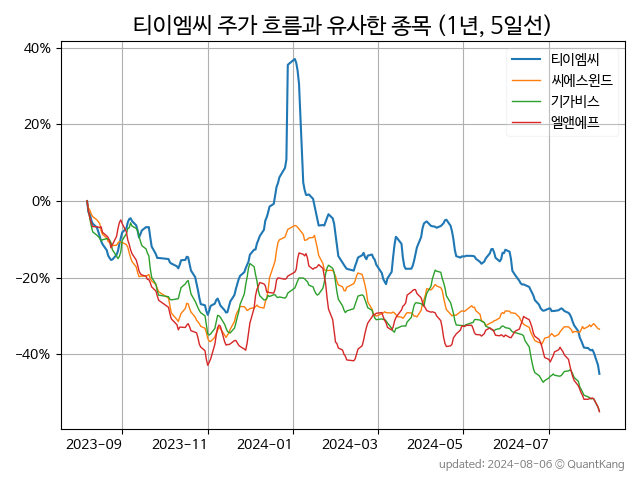 티이엠씨 주가 흐름과 유사한 종목 (1년, 5일선)
티이엠씨
씨에스윈드
기가비스
엘앤에프
40%
20%
0%
−20%
−40%
2023-09 2023-11 2024-01 2024-03 2024-05 2024-07
updated: 2024-08-06 © QuantKang